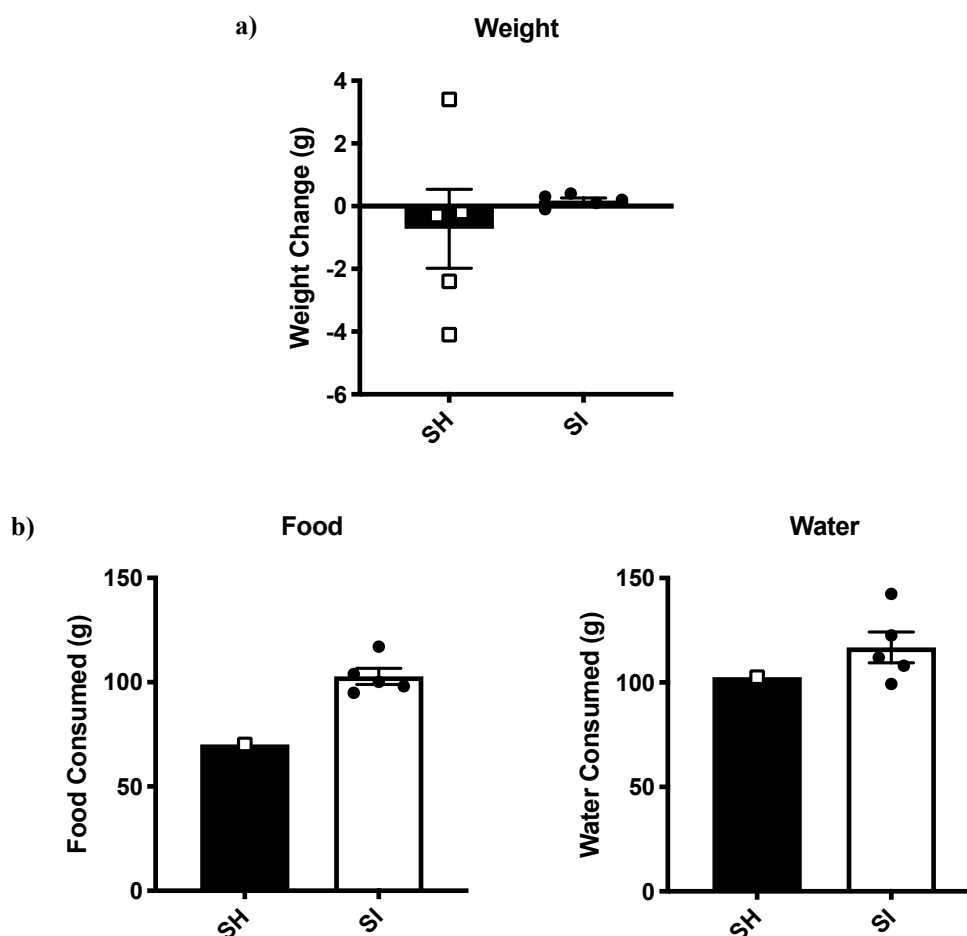 a)
Weight
Weight Change (g)
4
2
0
-2
-4
-6
SH
SI
b)
Food
Food Consumed (g)
150
100
50
0
SH
SI
Water
Water Consumed (g)
150
100
50
0
SH
SI